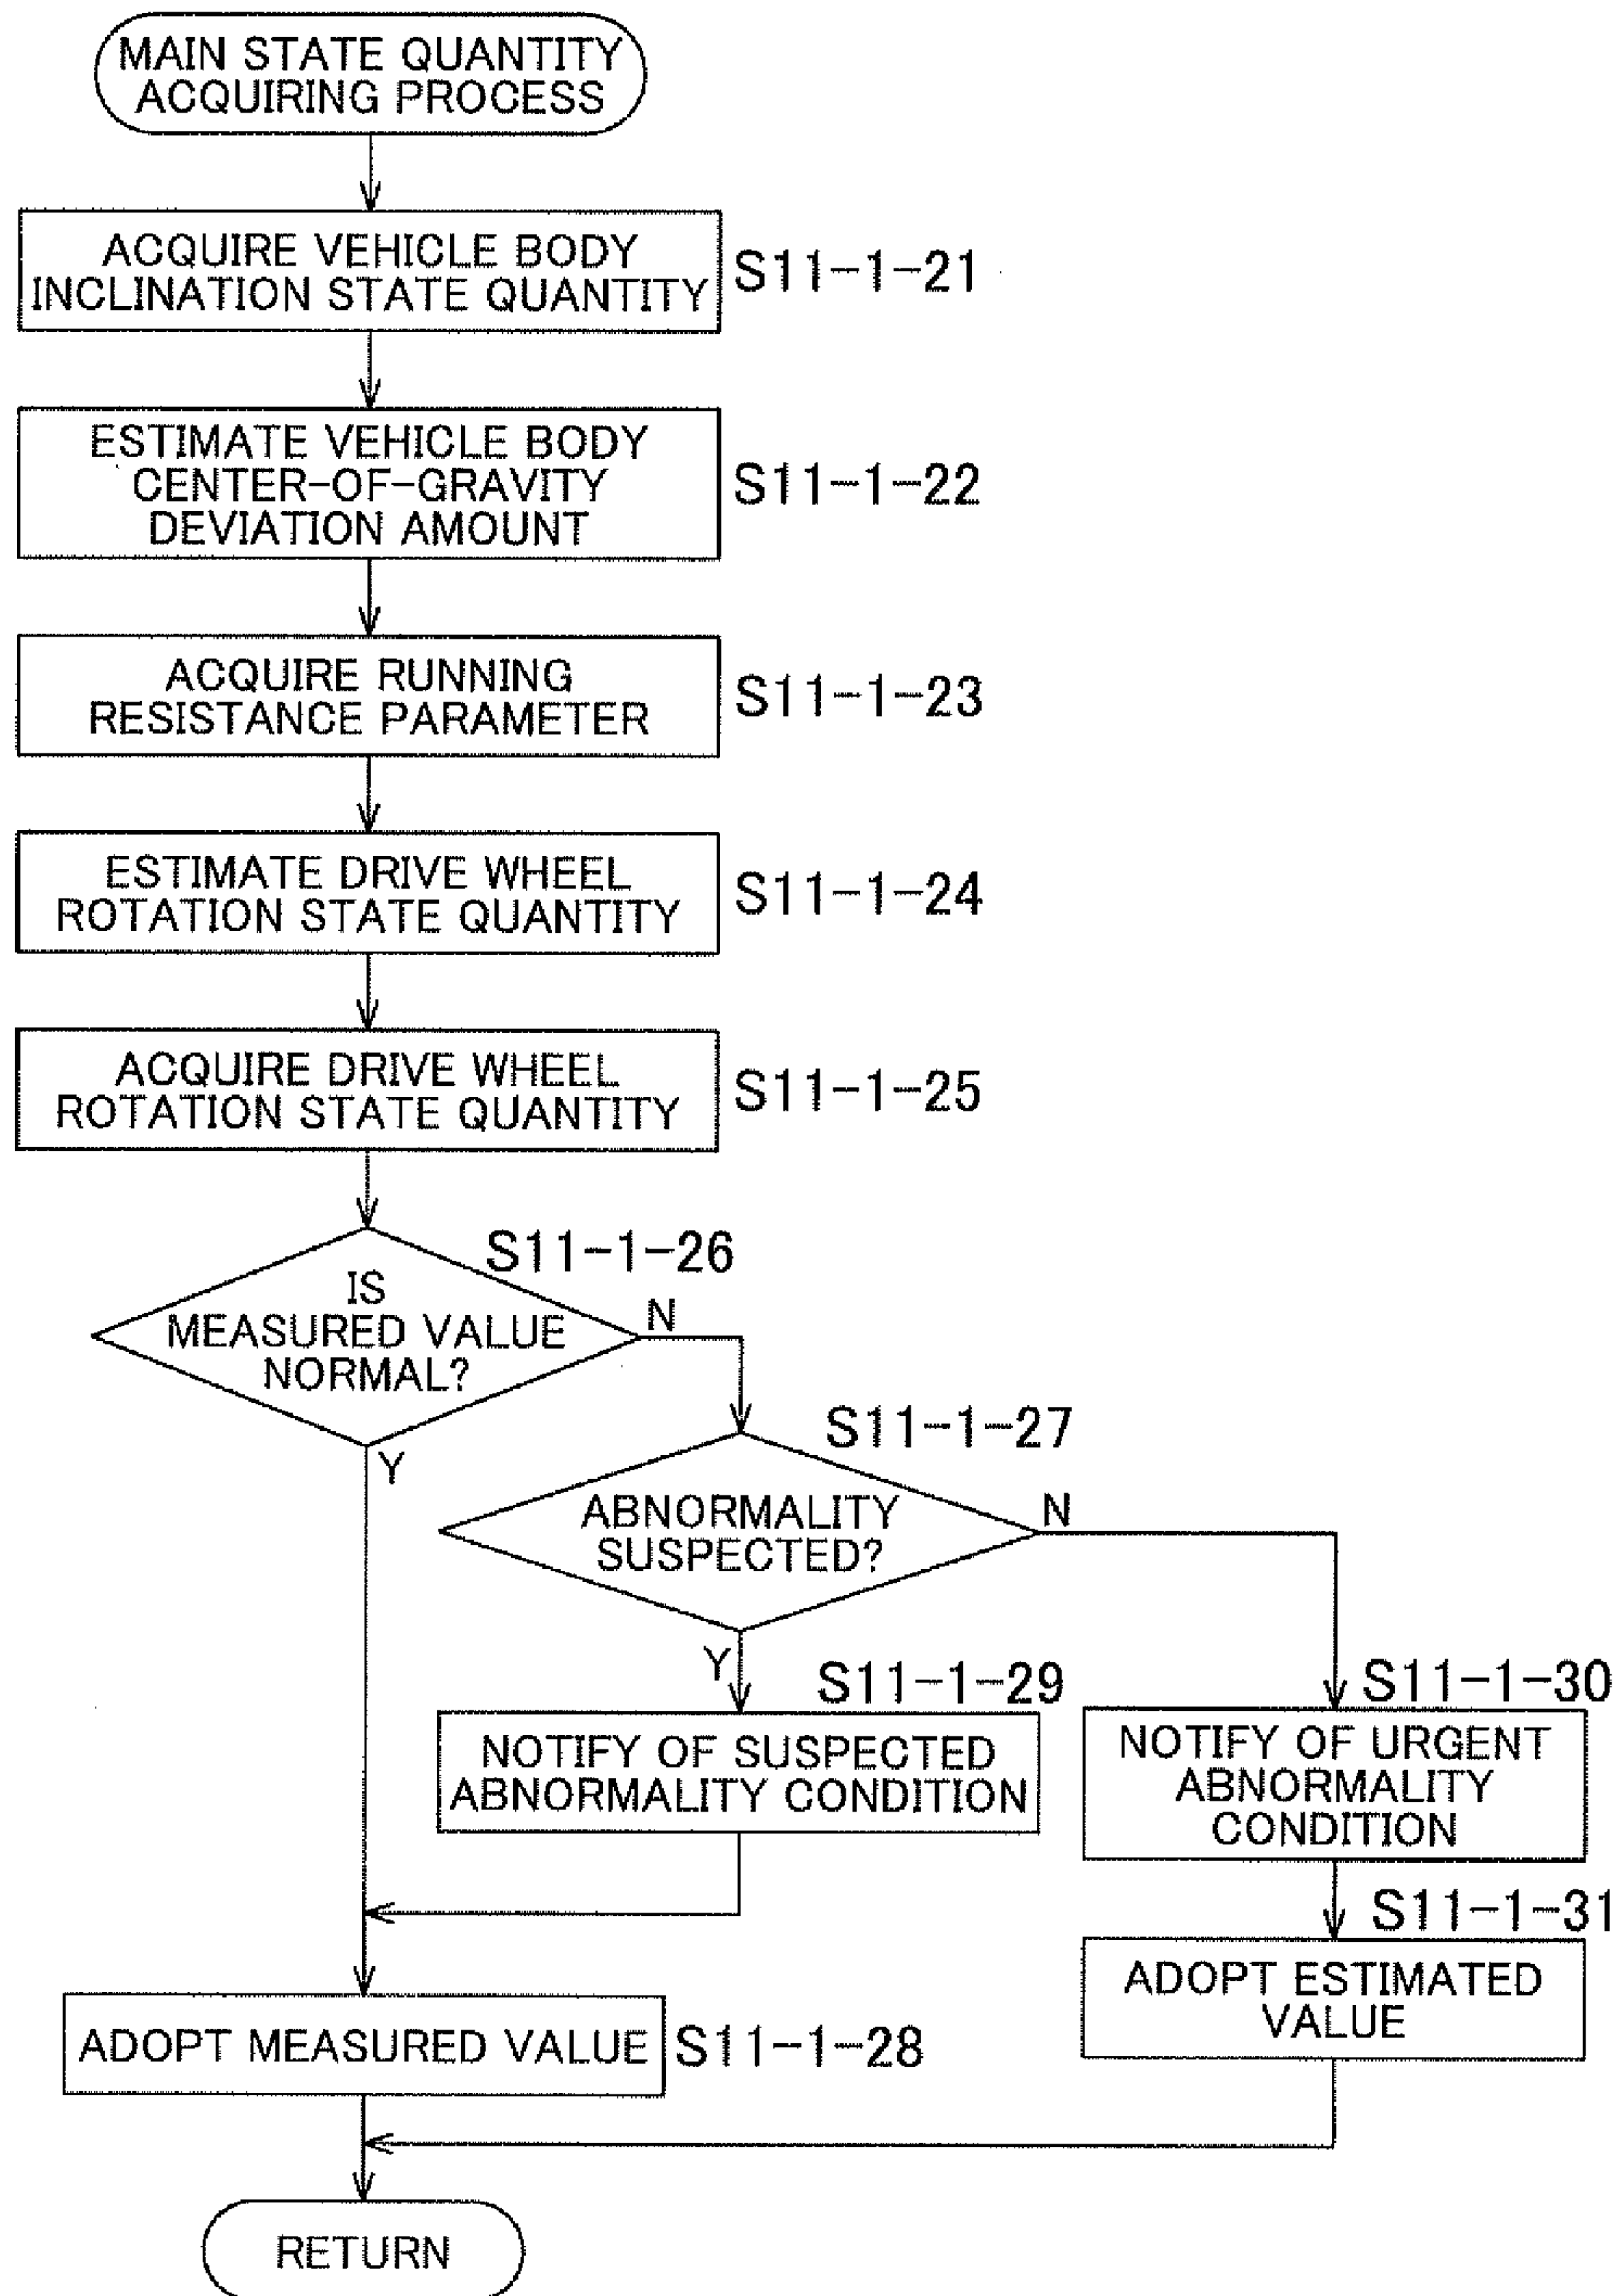 MAIN STATE QUANTITY
ACQUIRING PROCESS
ACQUIRE VEHICLE BODY
INCLINATION STATE QUANTITY
S11-1-21
ESTIMATE VEHICLE BODY
CENTER-OF-GRAVITY
DEVIATION AMOUNT
S11-1-22
ACQUIRE RUNNING
RESISTANCE PARAMETER
S11-1-23
ESTIMATE DRIVE WHEEL
ROTATION STATE QUANTITY
S11-1-24
ACQUIRE DRIVE WHEEL
ROTATION STATE QUANTITY
S11-1-25
S11-1-26
IS
MEASURED VALUE
NORMAL?
N
Y
S11-1-27
ABNORMALITY
SUSPECTED?
N
Y
S11-1-29
NOTIFY OF SUSPECTED
ABNORMALITY CONDITION
S11-1-30
NOTIFY OF URGENT
ABNORMALITY
CONDITION
S11-1-31
ADOPT ESTIMATED
VALUE
ADOPT MEASURED VALUE
S11-1-28
RETURN